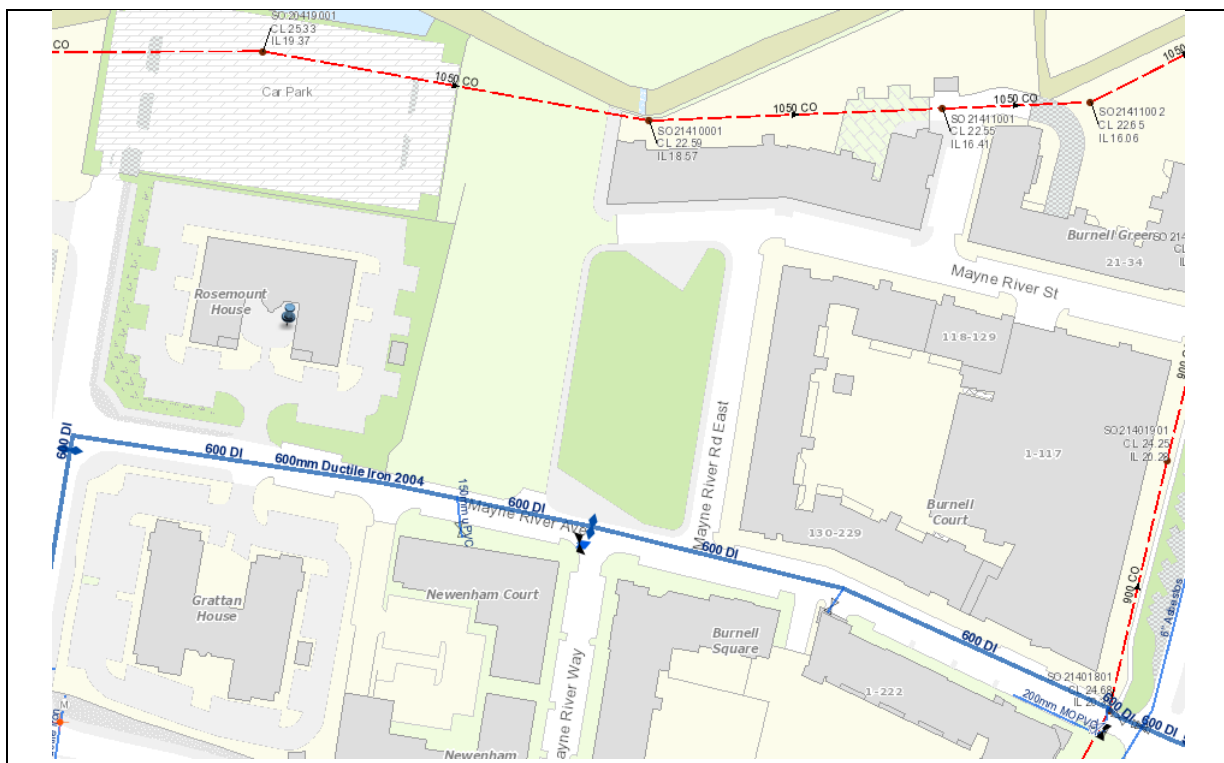 SO 20419001
CL 25.33
IL 19.37
CO
1050 CO
Car Park
1050 CO
1050
1050 CO
SO21410001
CL 22.59
IL 18.57
SO21411001
CL 22.55
IL 16.41
SO21411002
CL 22.65
IL 16.06
Burnell Green
21-34
Mayne River St
Rosemount
House
118-129
900 CO
SO21401901
CL 24.25
IL 20.28
1-117
Mayne River Rd East
600 DI
600 DI
600mm Ductile Iron 2004
600 DI
150mm uPVC
Mayne River Ave
600 DI
Burnell
Court
130-229
900 CO
6" Asbestos
Grattan
House
Newenham Court
Burnell
Square
600 DI
Mayne River Way
1-222
SO 21401801
CL 24.68
200mm MOPVC
600 DI
600 DI
M
Newenham